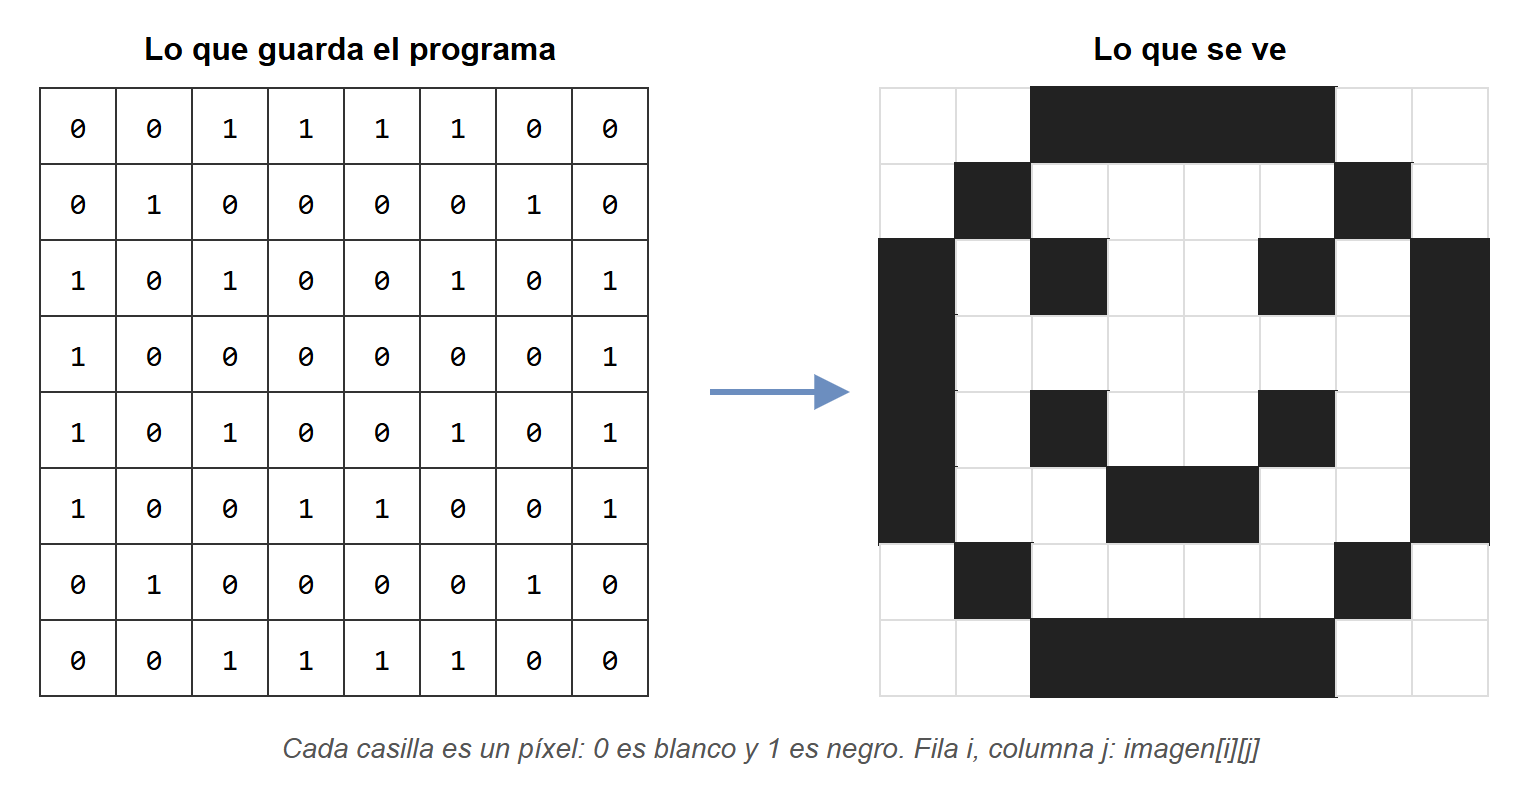 Lo que guarda el programa
Lo que se ve
0 0 1 1 1 1 0 0
0 1 0 0 0 0 1 0
1 0 1 0 0 1 0 1
1 0 0 0 0 0 0 1
1 0 1 0 0 1 0 1
1 0 0 1 1 0 0 1
0 1 0 0 0 0 1 0
0 0 1 1 1 1 0 0
Cada casilla es un píxel: 0 es blanco y 1 es negro. Fila i, columna j: imagen[i][j]